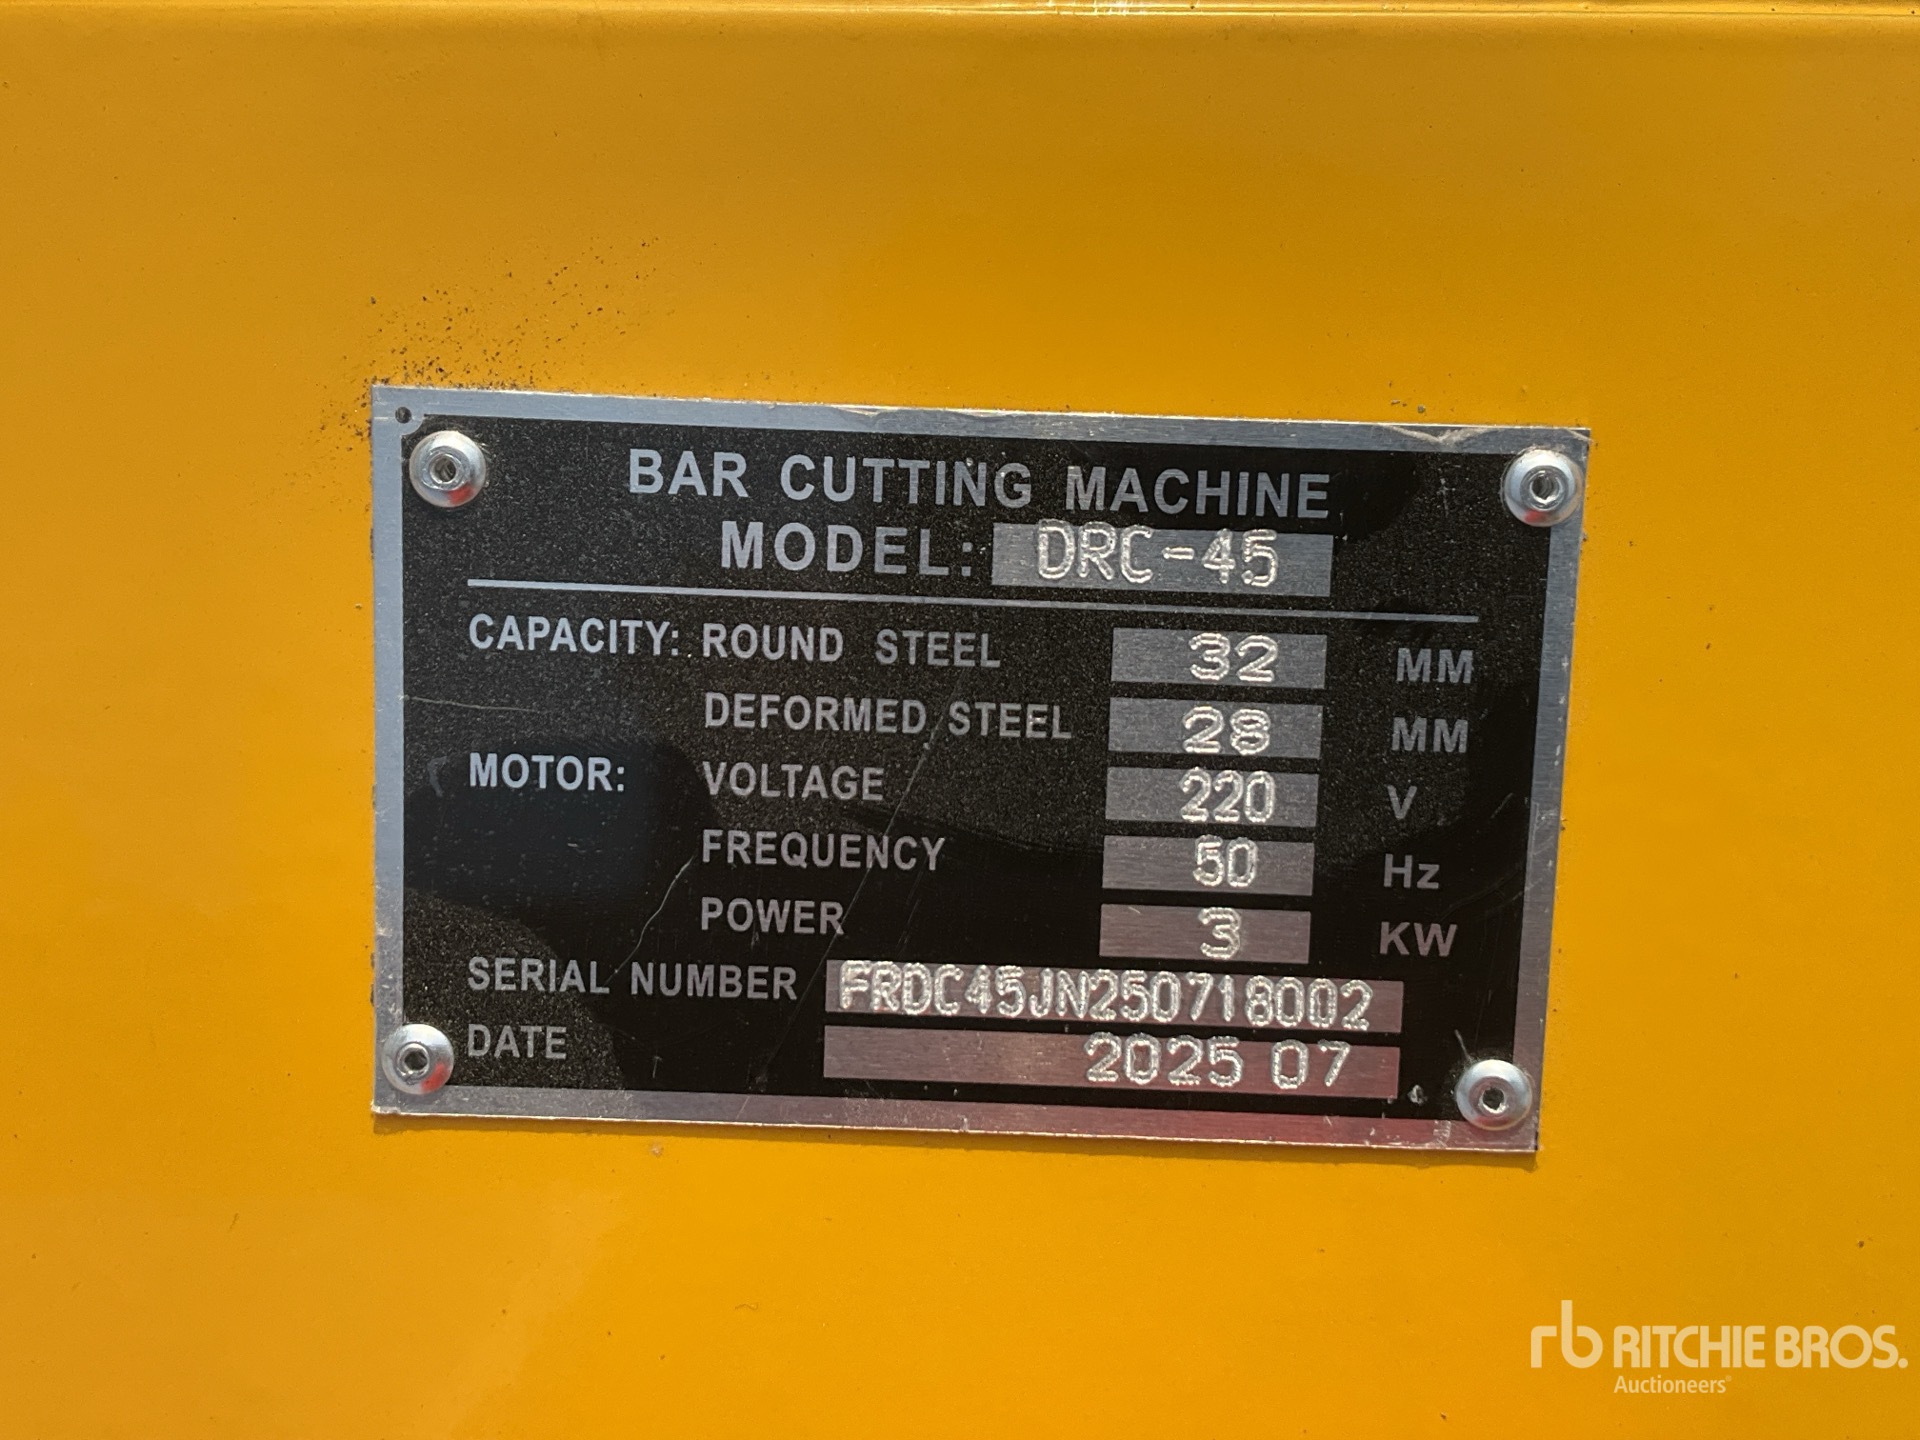 BAR CUTTING MACHINE
MODEL: DRC-45
CAPACITY: ROUND STEEL 32 MM
DEFORMED STEEL 28 MM
MOTOR: VOLTAGE 220 V
FREQUENCY 50 Hz
POWER 3 KW
SERIAL NUMBER FRDC45JN250718002
DATE 2025 07
rb RITCHIE BROS.
Auctioneers